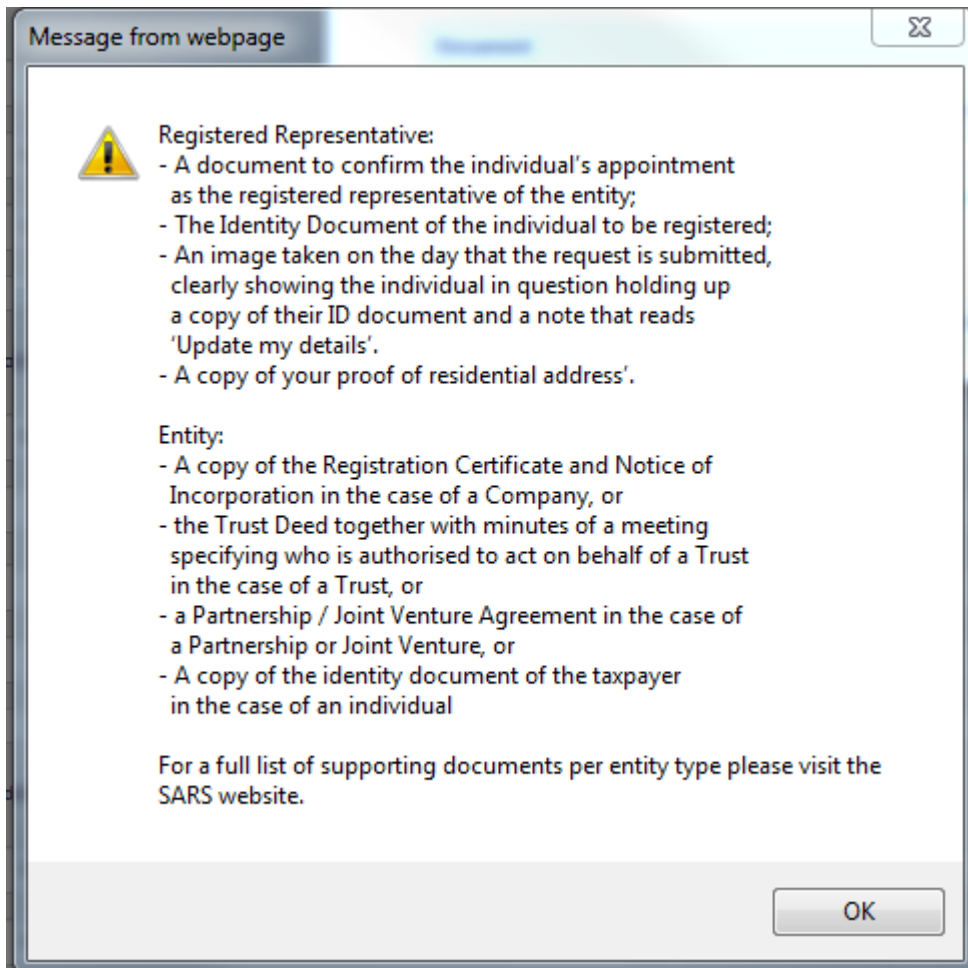 Message from webpage
Document
Registered Representative:
- A document to confirm the individual's appointment
as the registered representative of the entity;
- The Identity Document of the individual to be registered;
- An image taken on the day that the request is submitted,
clearly showing the individual in question holding up
a copy of their ID document and a note that reads
‘Update my details’.
- A copy of your proof of residential address’.
Entity:
- A copy of the Registration Certificate and Notice of
Incorporation in the case of a Company, or
- the Trust Deed together with minutes of a meeting
specifying who is authorised to act on behalf of a Trust
in the case of a Trust, or
- a Partnership / Joint Venture Agreement in the case of
a Partnership or Joint Venture, or
- A copy of the identity document of the taxpayer
in the case of an individual
For a full list of supporting documents per entity type please visit the
SARS website.
OK